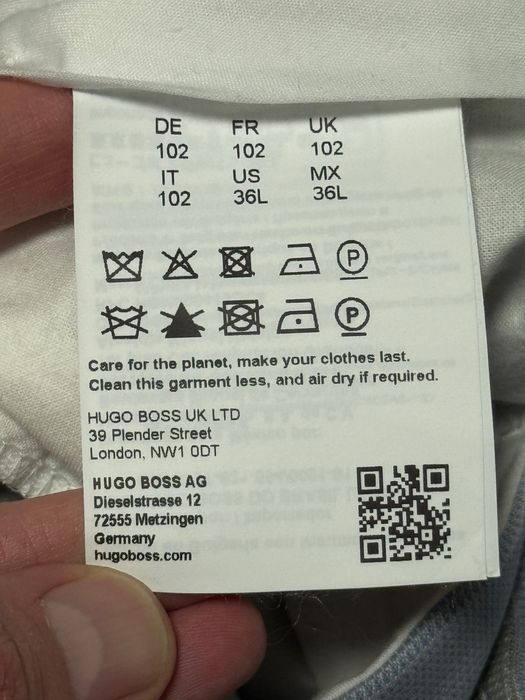 DE FR UK
102 102 102
IT US MX
102 36L 36L
P
P
Care for the planet, make your clothes last.
Clean this garment less, and air dry if required.
HUGO BOSS UK LTD
39 Plender Street
London, NW1 0DT
HUGO BOSS AG
Dieselstrasse 12
72555 Metzingen
Germany
hugoboss.com